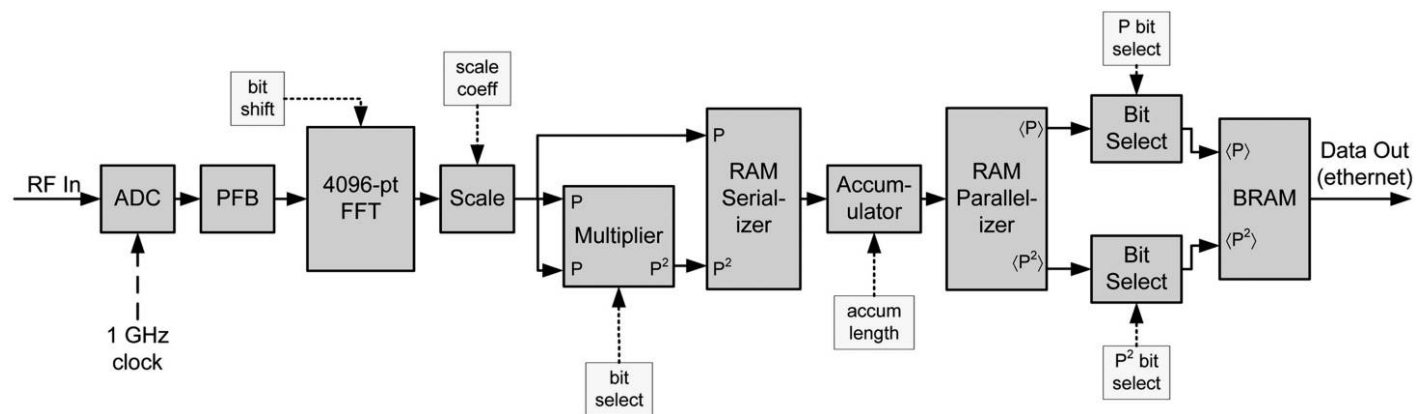 RF In
ADC
1 GHz
clock
PFB
bit
shift
4096-pt
FFT
scale
coeff
Scale
P
P
Multiplier
P²
bit
select
P
RAM
Serial-
izer
P²
Accum-
ulator
accum
length
⟨P⟩
RAM
Parallel-
izer
⟨P²⟩
P bit
select
Bit
Select
Bit
Select
P² bit
select
⟨P⟩
BRAM
⟨P²⟩
Data Out
(ethernet)